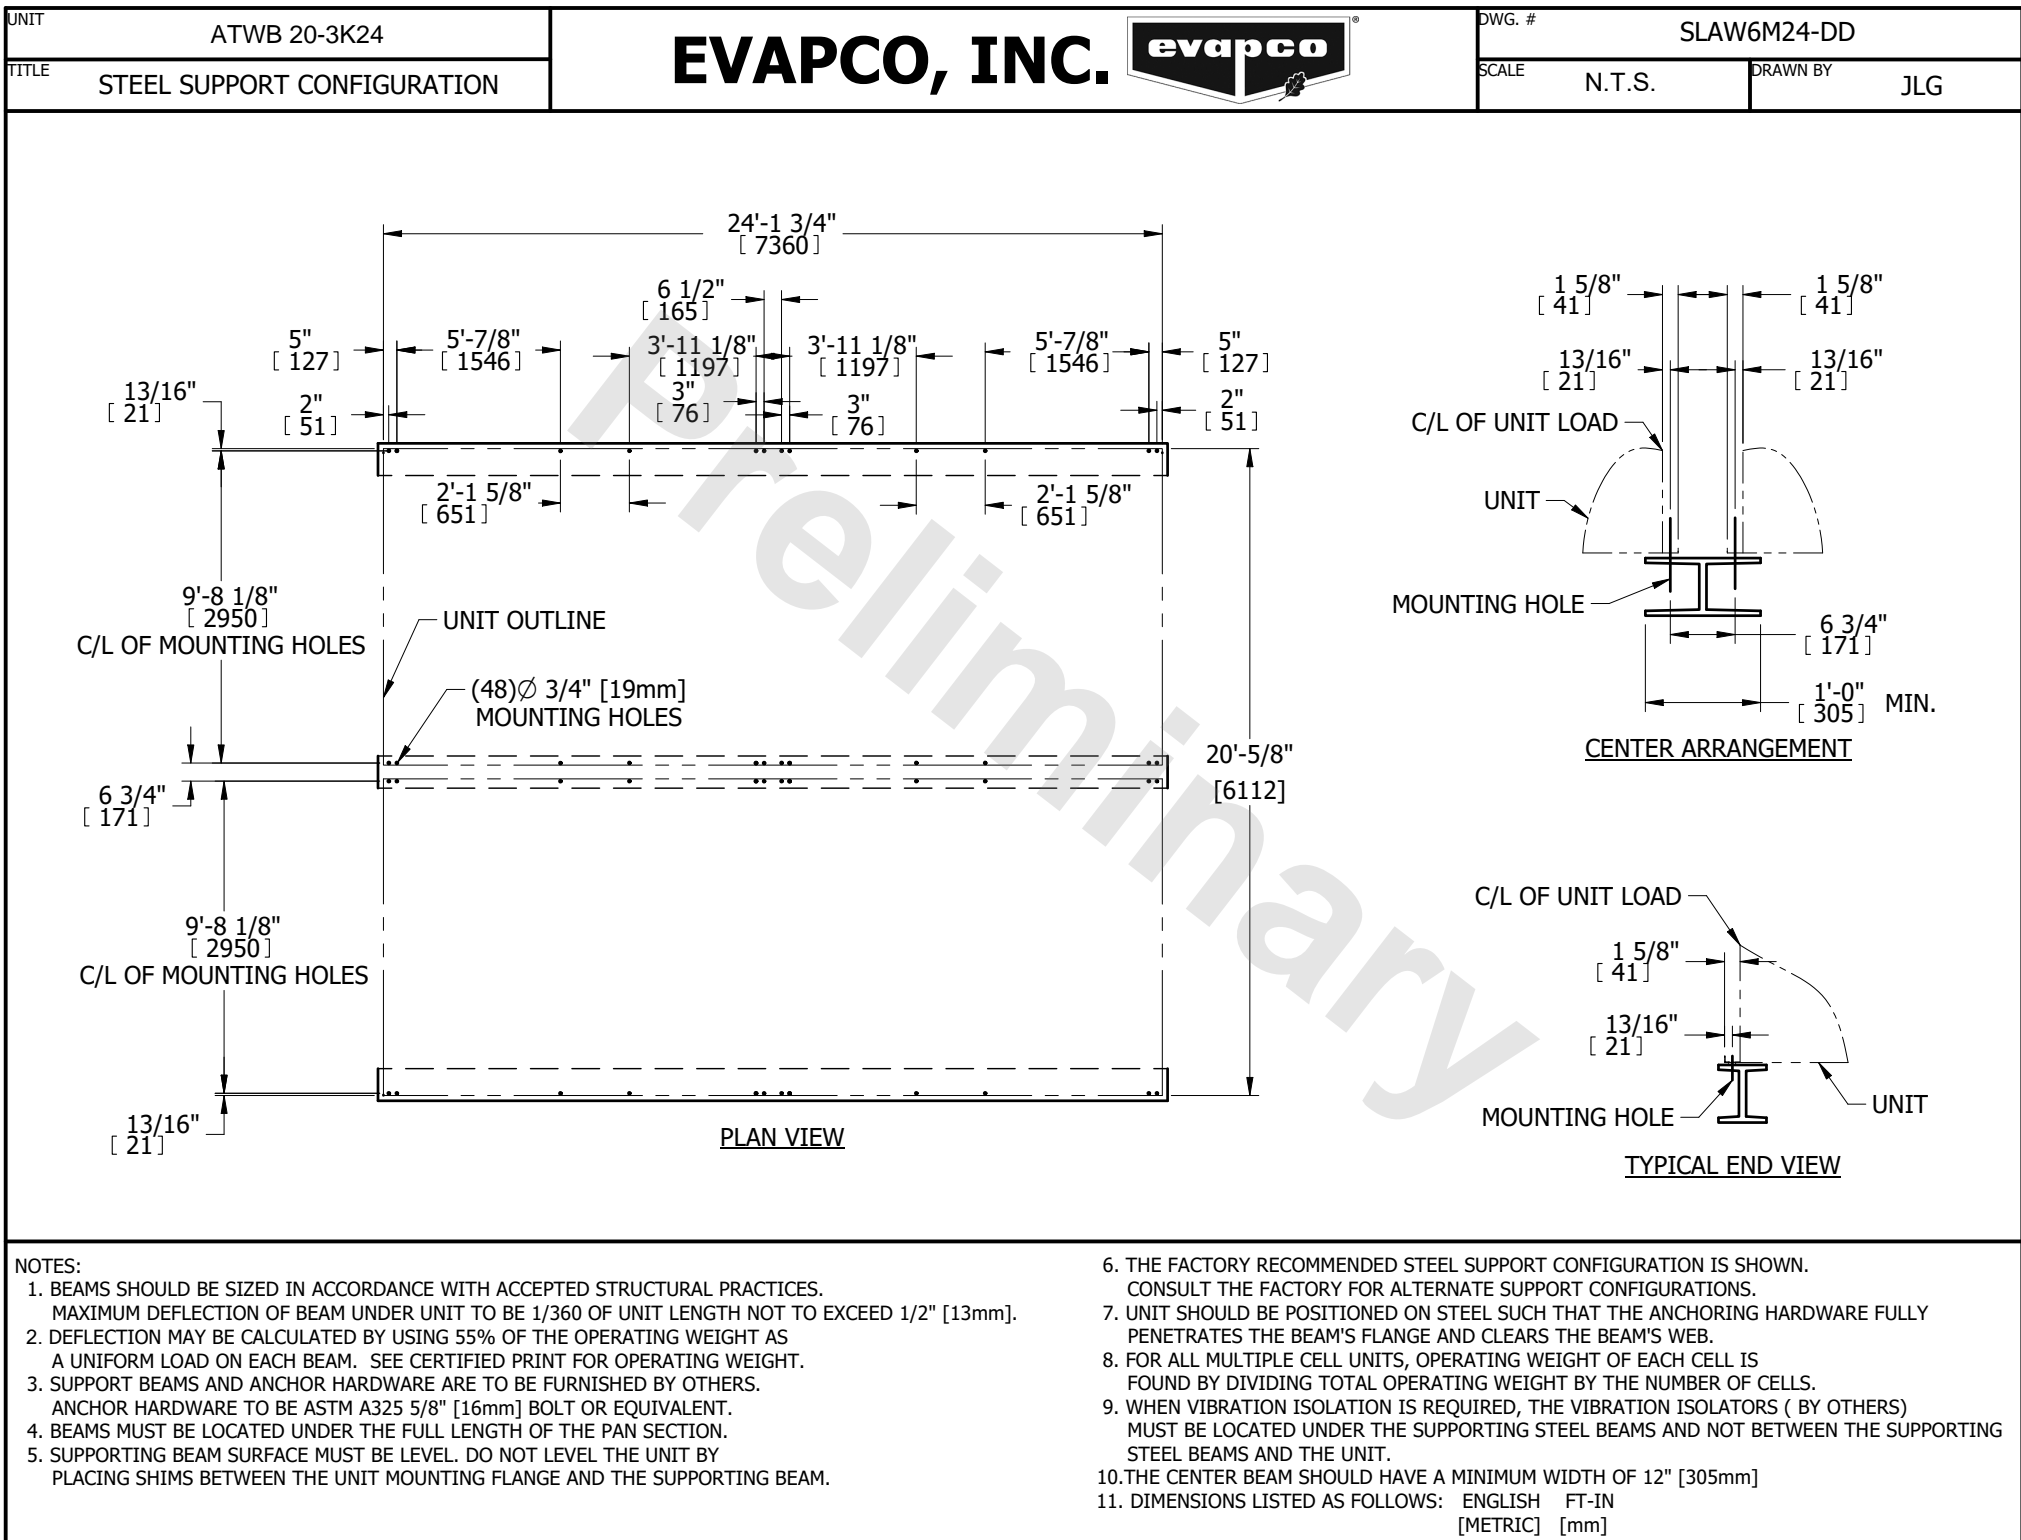 UNIT
ATWB 20-3K24
TITLE
STEEL SUPPORT CONFIGURATION
EVAPCO, INC.
evapco
®
DWG. #
SLAW6M24-DD
SCALE
N.T.S.
DRAWN BY
JLG
24'-1 3/4"
[ 7360 ]
6 1/2"
[ 165 ]
5"
[ 127 ]
5'-7/8"
[ 1546 ]
3'-11 1/8"
[ 1197 ]
3'-11 1/8"
[ 1197 ]
5'-7/8"
[ 1546 ]
5"
[ 127 ]
13/16"
[ 21 ]
2"
[ 51 ]
3"
[ 76 ]
3"
[ 76 ]
2"
[ 51 ]
2'-1 5/8"
[ 651 ]
2'-1 5/8"
[ 651 ]
9'-8 1/8"
[ 2950 ]
C/L OF MOUNTING HOLES
UNIT OUTLINE
(48)∅ 3/4" [19mm]
MOUNTING HOLES
6 3/4"
[ 171 ]
20'-5/8"
[6112]
9'-8 1/8"
[ 2950 ]
C/L OF MOUNTING HOLES
13/16"
[ 21 ]
PLAN VIEW
Preliminary
1 5/8"
[ 41 ]
1 5/8"
[ 41 ]
13/16"
[ 21 ]
13/16"
[ 21 ]
C/L OF UNIT LOAD
UNIT
MOUNTING HOLE
6 3/4"
[ 171 ]
1'-0"
[ 305 ] MIN.
CENTER ARRANGEMENT
C/L OF UNIT LOAD
1 5/8"
[ 41 ]
13/16"
[ 21 ]
MOUNTING HOLE
UNIT
TYPICAL END VIEW
NOTES:
1. BEAMS SHOULD BE SIZED IN ACCORDANCE WITH ACCEPTED STRUCTURAL PRACTICES.
MAXIMUM DEFLECTION OF BEAM UNDER UNIT TO BE 1/360 OF UNIT LENGTH NOT TO EXCEED 1/2" [13mm].
2. DEFLECTION MAY BE CALCULATED BY USING 55% OF THE OPERATING WEIGHT AS
A UNIFORM LOAD ON EACH BEAM. SEE CERTIFIED PRINT FOR OPERATING WEIGHT.
3. SUPPORT BEAMS AND ANCHOR HARDWARE ARE TO BE FURNISHED BY OTHERS.
ANCHOR HARDWARE TO BE ASTM A325 5/8" [16mm] BOLT OR EQUIVALENT.
4. BEAMS MUST BE LOCATED UNDER THE FULL LENGTH OF THE PAN SECTION.
5. SUPPORTING BEAM SURFACE MUST BE LEVEL. DO NOT LEVEL THE UNIT BY
PLACING SHIMS BETWEEN THE UNIT MOUNTING FLANGE AND THE SUPPORTING BEAM.
6. THE FACTORY RECOMMENDED STEEL SUPPORT CONFIGURATION IS SHOWN.
CONSULT THE FACTORY FOR ALTERNATE SUPPORT CONFIGURATIONS.
7. UNIT SHOULD BE POSITIONED ON STEEL SUCH THAT THE ANCHORING HARDWARE FULLY
PENETRATES THE BEAM'S FLANGE AND CLEARS THE BEAM'S WEB.
8. FOR ALL MULTIPLE CELL UNITS, OPERATING WEIGHT OF EACH CELL IS
FOUND BY DIVIDING TOTAL OPERATING WEIGHT BY THE NUMBER OF CELLS.
9. WHEN VIBRATION ISOLATION IS REQUIRED, THE VIBRATION ISOLATORS ( BY OTHERS)
MUST BE LOCATED UNDER THE SUPPORTING STEEL BEAMS AND NOT BETWEEN THE SUPPORTING
STEEL BEAMS AND THE UNIT.
10.THE CENTER BEAM SHOULD HAVE A MINIMUM WIDTH OF 12" [305mm]
11. DIMENSIONS LISTED AS FOLLOWS: ENGLISH FT-IN
[METRIC] [mm]